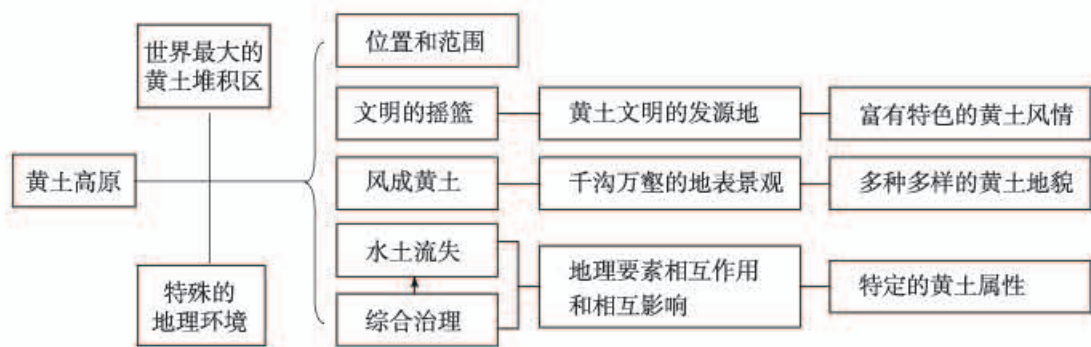 世界最大的
黄土堆积区
位置和范围
文明的摇篮
黄土文明的发源地
富有特色的黄土风情
黄土高原
风成黄土
千沟万壑的地表景观
多种多样的黄土地貌
水土流失
地理要素相互作用
和相互影响
特定的黄土属性
特殊的
地理环境
综合治理